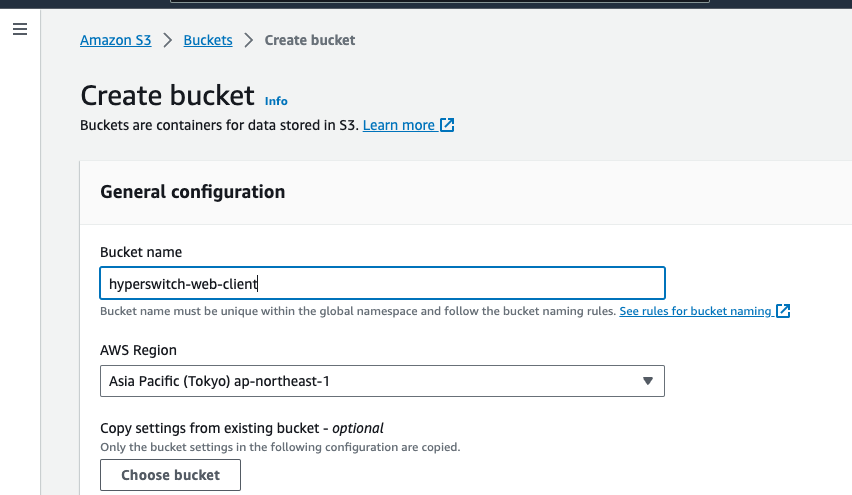 Amazon S3 > Buckets > Create bucket
Create bucket Info
Buckets are containers for data stored in S3. Learn more
General configuration
Bucket name
hyperswitch-web-client
Bucket name must be unique within the global namespace and follow the bucket naming rules. See rules for bucket naming
AWS Region
Asia Pacific (Tokyo) ap-northeast-1
Copy settings from existing bucket - optional
Only the bucket settings in the following configuration are copied.
Choose bucket